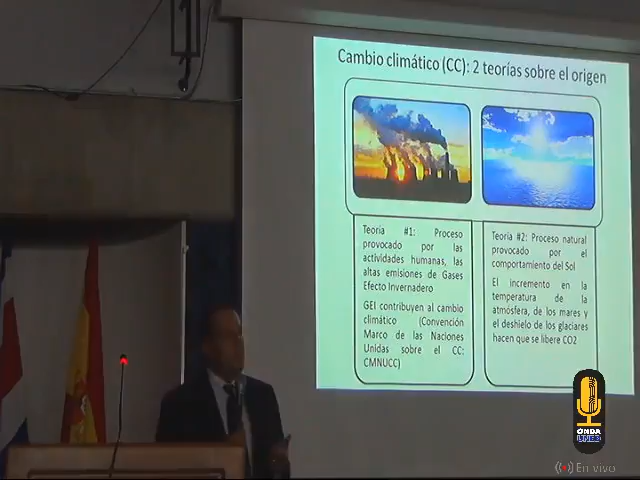 Cambio climático (CC): 2 teorías sobre el origen
Teoría #1: Proceso
provocado por las
actividades humanas, las
altas emisiones de Gases
Efecto Invernadero
GEI contribuyen al cambio
climático (Convención
Marco de las Naciones
Unidas sobre el CC:
CMNUCC)
Teoría #2: Proceso natural
provocado por el
comportamiento del Sol
El incremento en la
temperatura de la
atmósfera, de los mares y
el deshielo de los glaciares
hacen que se libere CO2
ONDA
UNED
En vivo